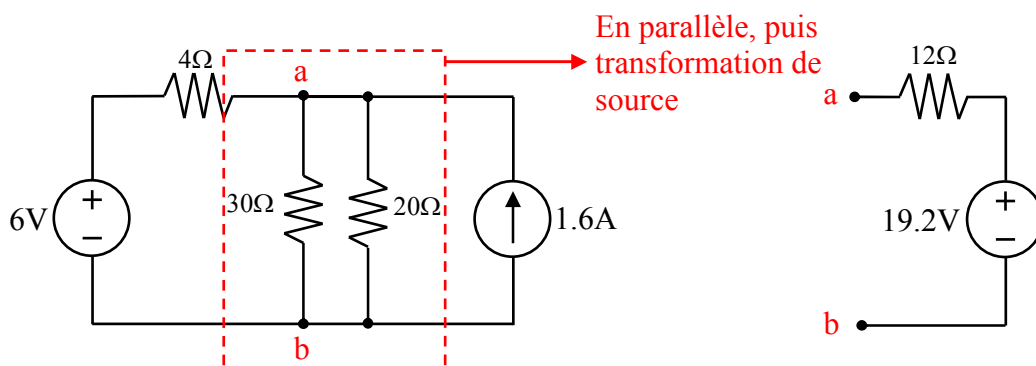 4Ω
a
En parallèle, puis
transformation de
source
12Ω
a
6V
+
−
30Ω
20Ω
1.6A
19.2V
+
−
b
b